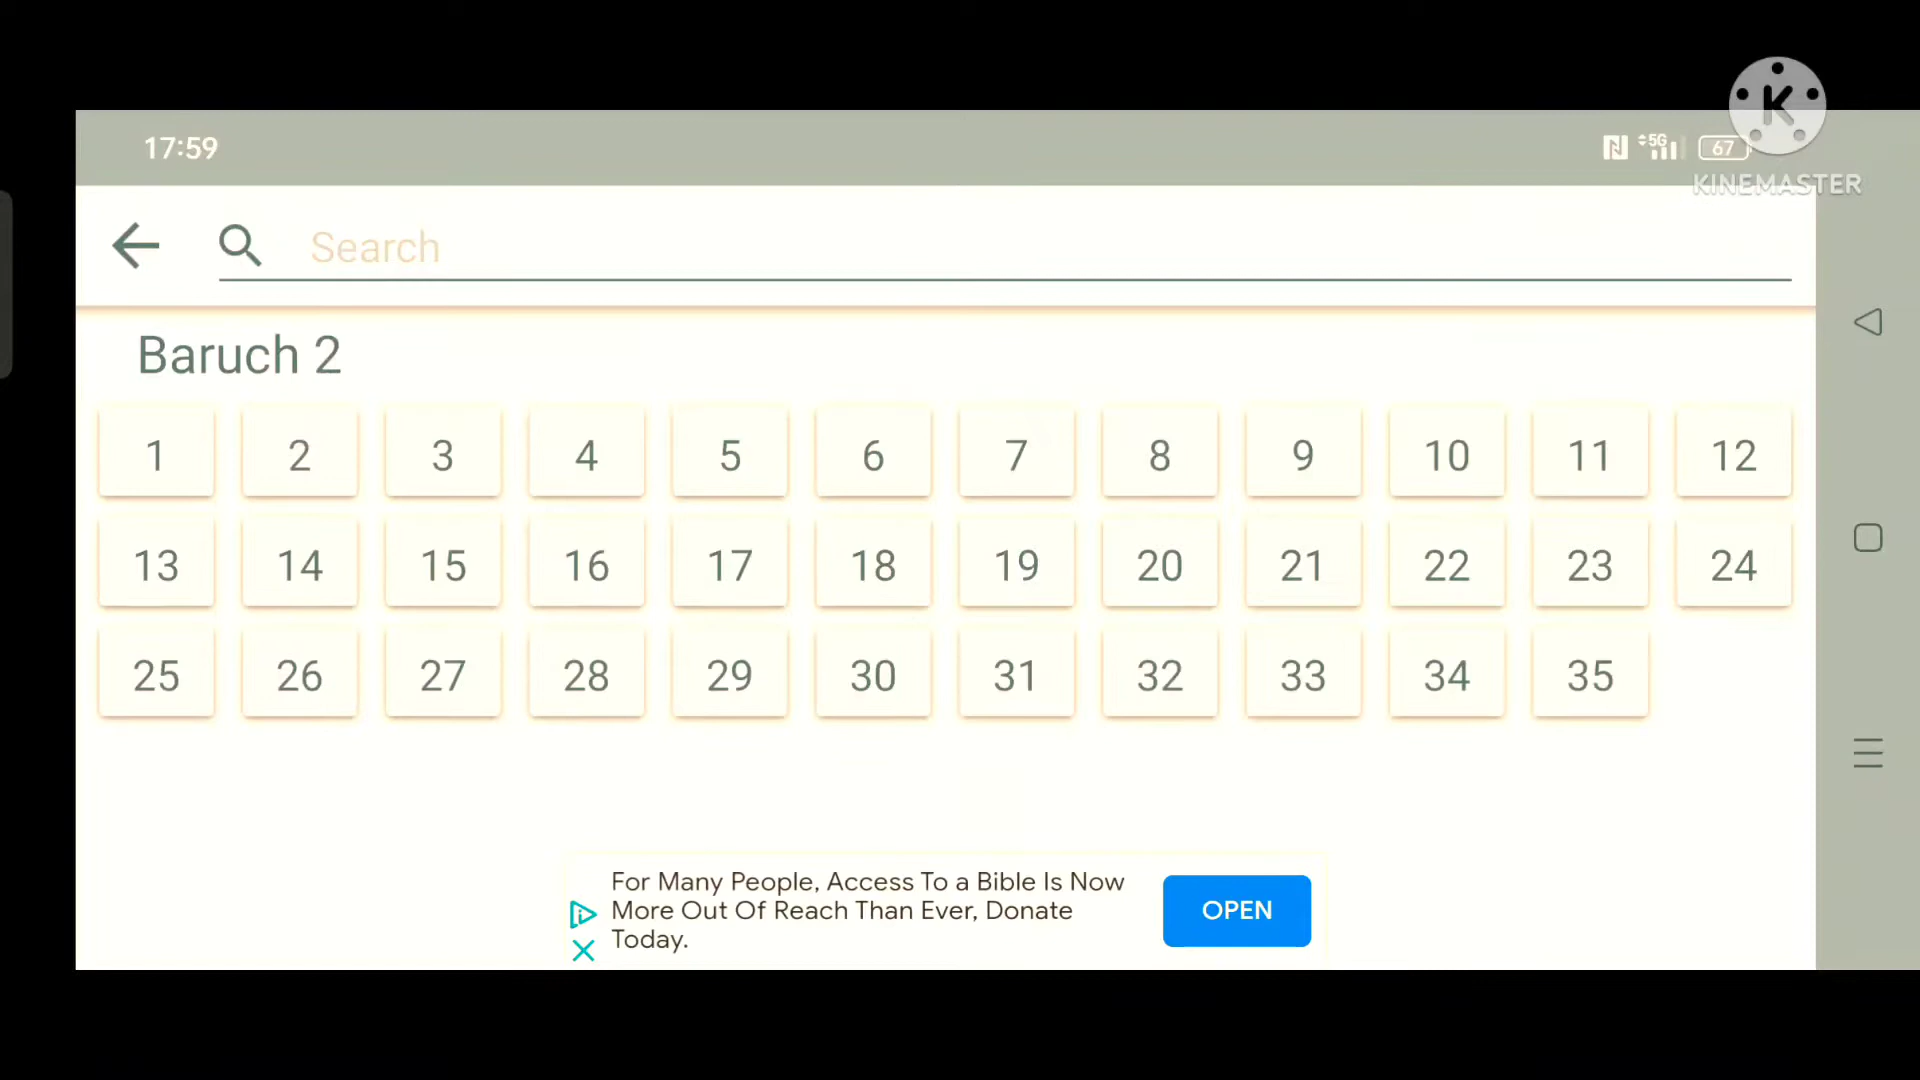 17:59
5G
67
K
KINEMASTER
Search
Baruch 2
1 2 3 4 5 6 7 8 9 10 11 12
13 14 15 16 17 18 19 20 21 22 23 24
25 26 27 28 29 30 31 32 33 34 35
For Many People, Access To a Bible Is Now
More Out Of Reach Than Ever, Donate
Today.
OPEN